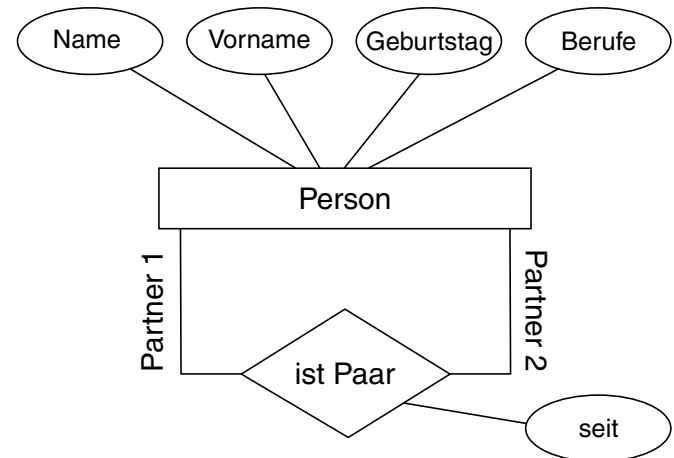 Name
Vorname
Geburtstag
Berufe
Person
Partner 1
Partner 2
ist Paar
seit